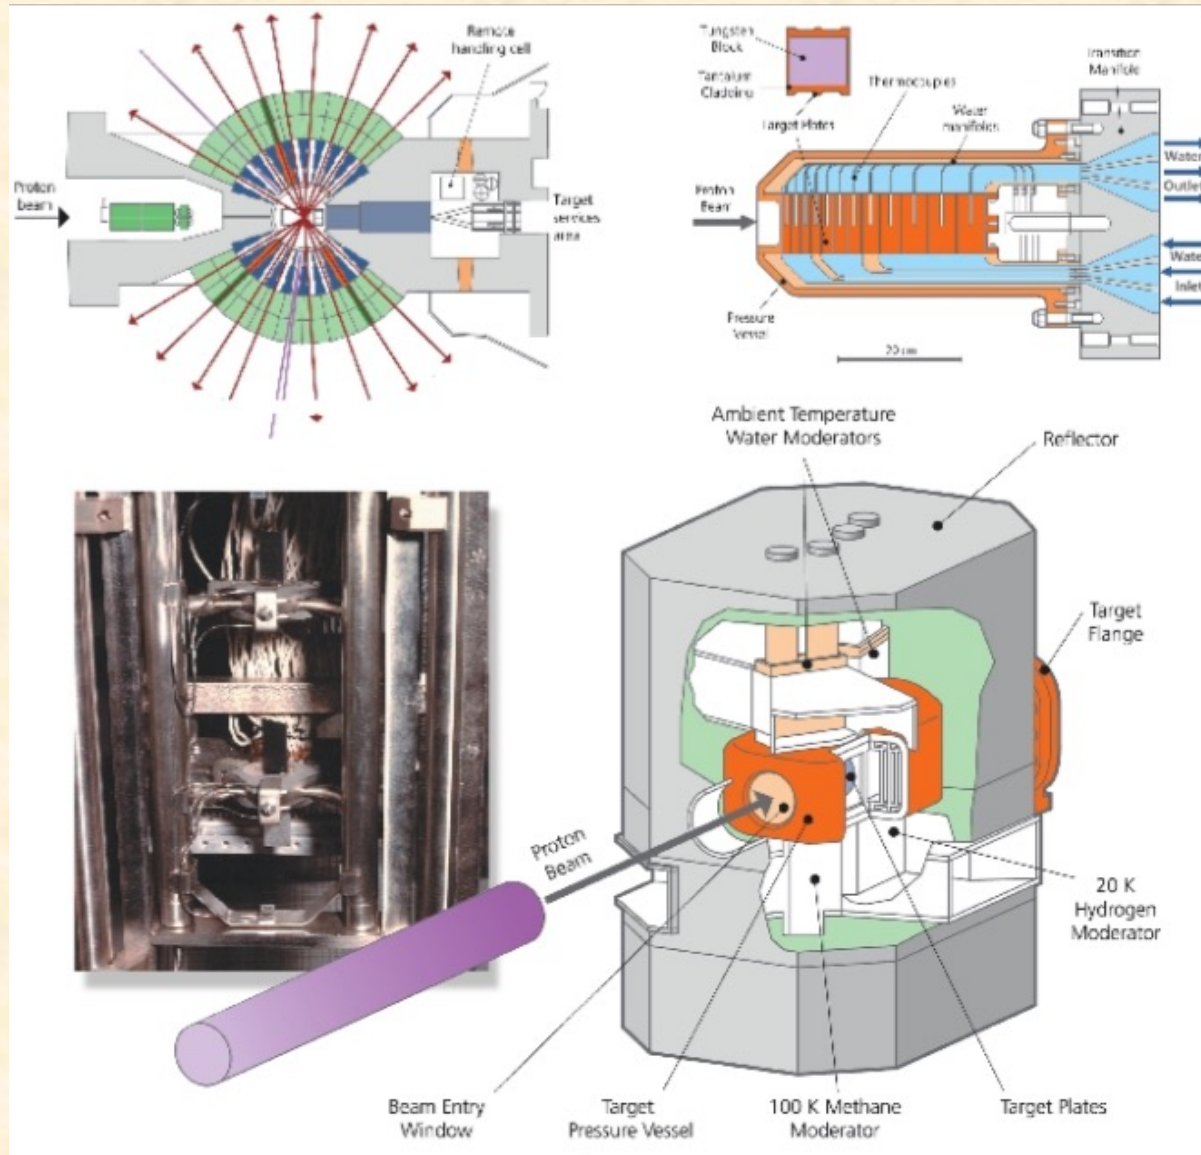 Remote
handling cell
Proton
beam
Target
services
area
Tungsten
Block
Tantalum
Cladding
Target Plates
Thermocouples
Water
manifolds
Transition
Manifold
Proton
Beam
Water
Outlet
Water
Inlet
Pressure
Vessel
20 cm
Ambient Temperature
Water Moderators
Reflector
Target
Flange
Proton
Beam
20 K
Hydrogen
Moderator
Beam Entry
Window
Target
Pressure Vessel
100 K Methane
Moderator
Target Plates